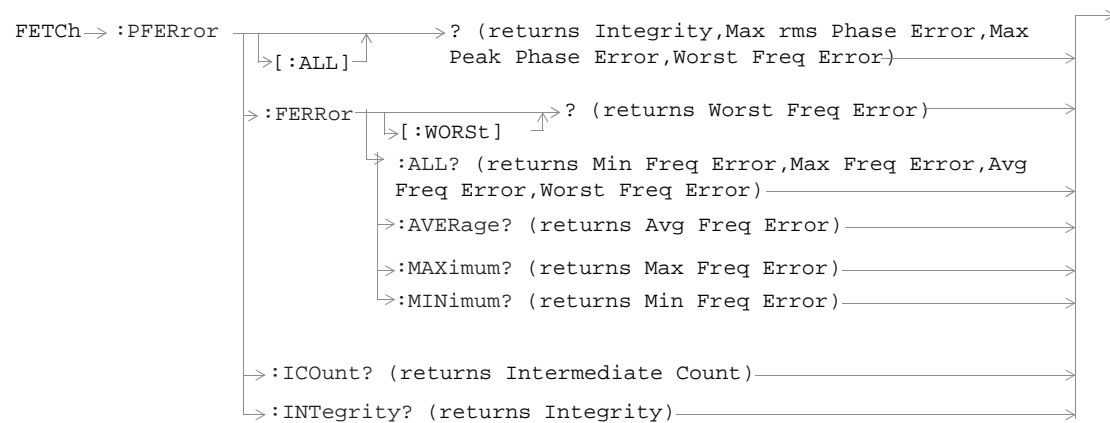 FETCh :PFERror ? (returns Integrity,Max rms Phase Error,Max
[:ALL] Peak Phase Error,Worst Freq Error)
:FERRor ? (returns Worst Freq Error)
[:WORSt]
:ALL? (returns Min Freq Error,Max Freq Error,Avg
Freq Error,Worst Freq Error)
:AVERage? (returns Avg Freq Error)
:MAXimum? (returns Max Freq Error)
:MINimum? (returns Min Freq Error)
:ICOunt? (returns Intermediate Count)
:INTegrity? (returns Integrity)